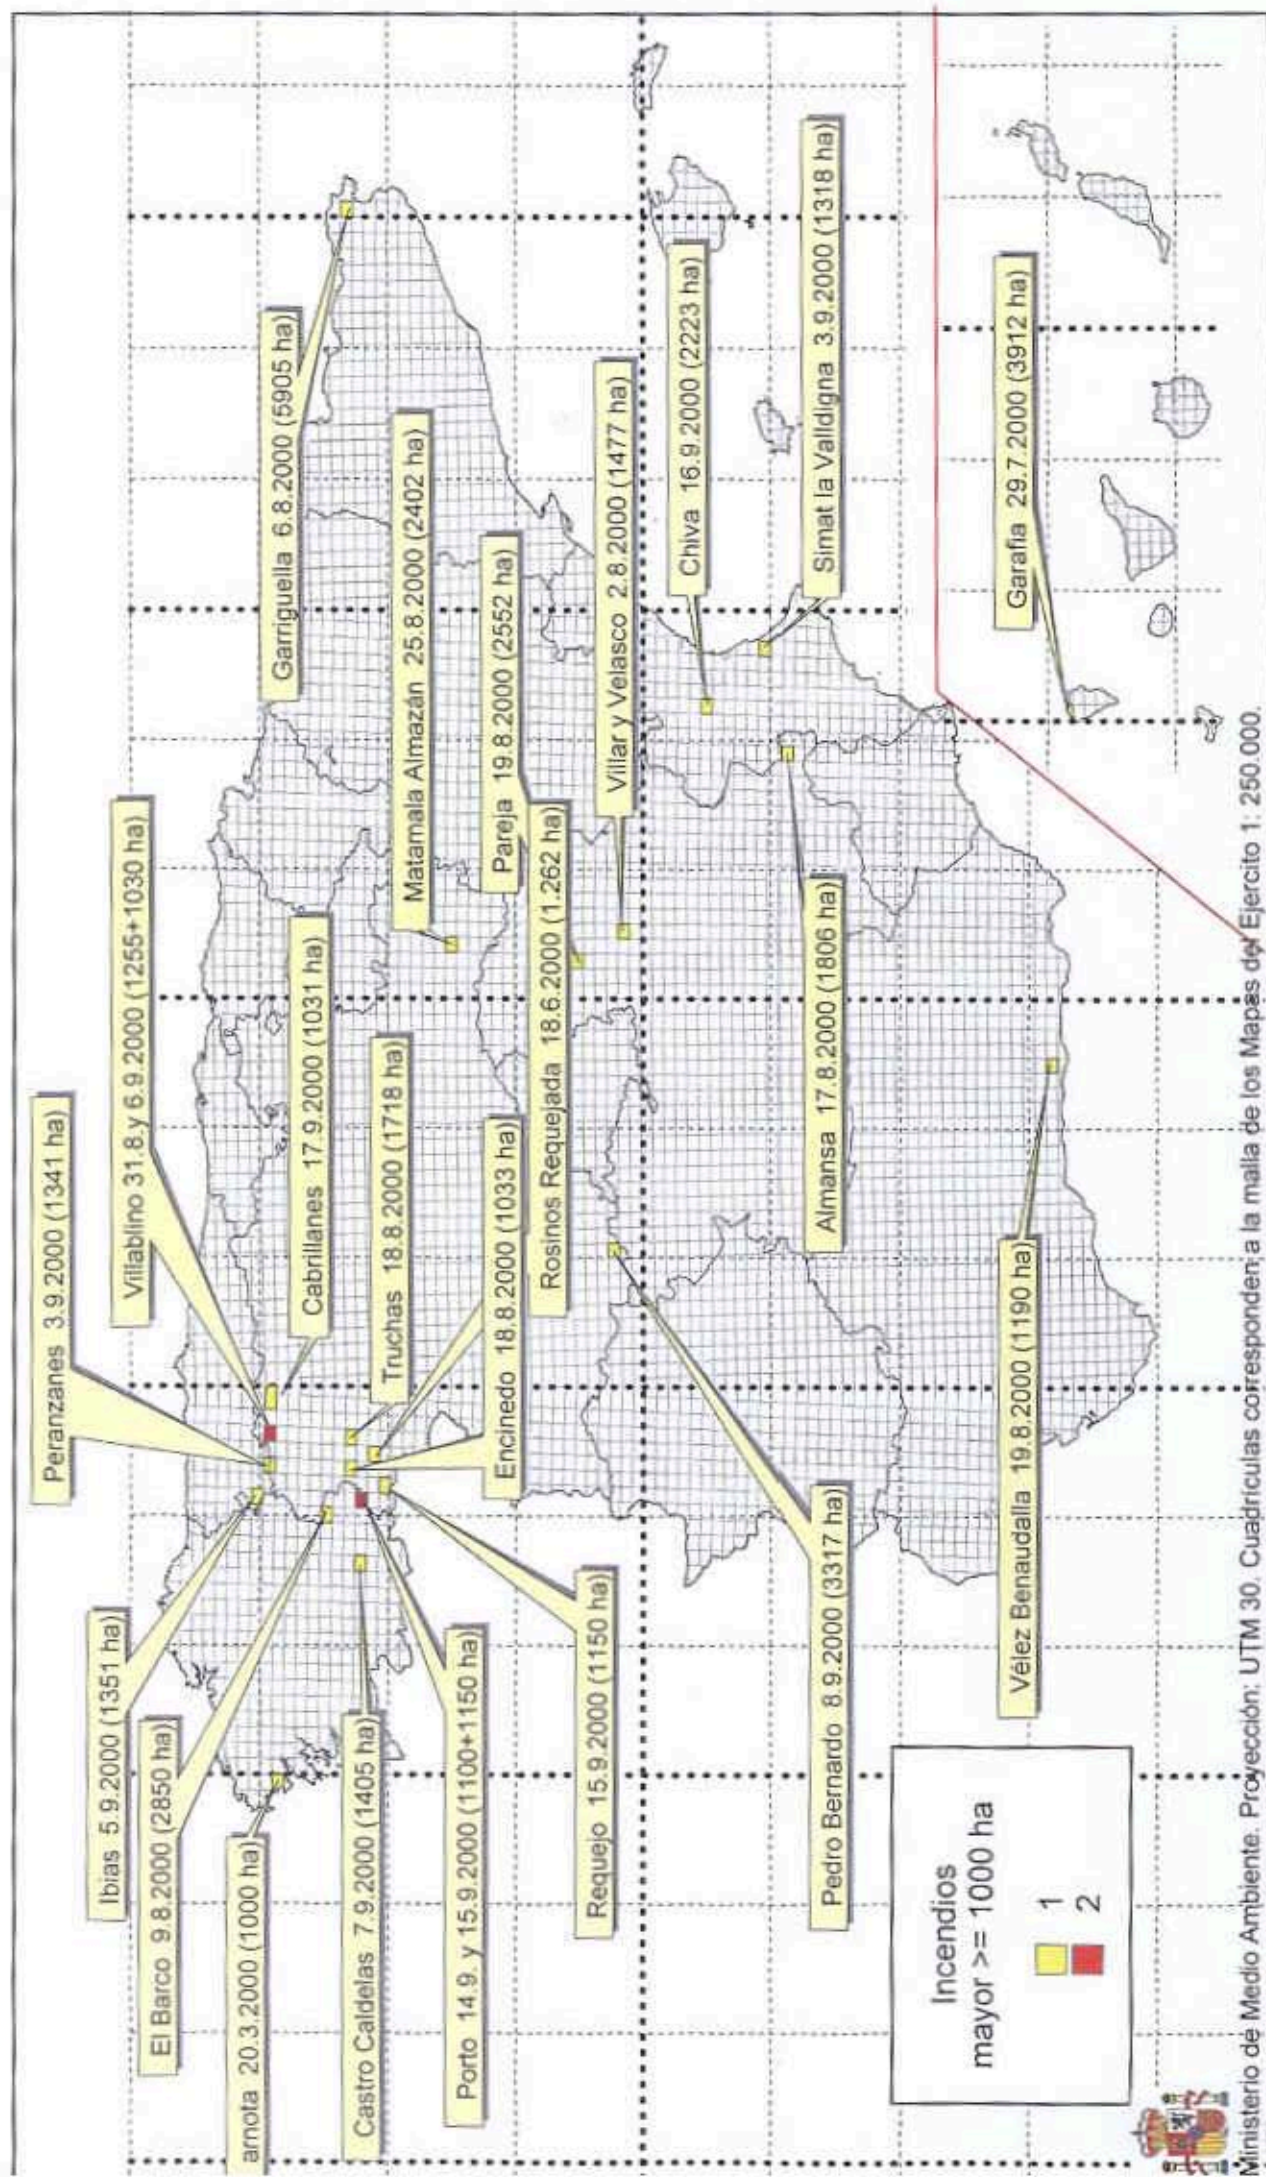 Peranzanes 3.9.2000 (1341 ha)
Ibias 5 9.2000 (1351 ha)
Villablino 31.8.y 6.9.2000 (1255+1030 ha)
El Barco 9.8.2000 (2850 ha)
arnota 20.3.2000 (1000 ha)
Garriguella 6.8.2000 (5905 ha)
Cabrillanes 17.9.2000 (1031 ha)
Castro Caldelas 7.9.2000 (1405 ha)
Truchas 18.8.2000 (1718 ha)
Matamala Almazán 25.8.2000 (2402 ha)
Porto 14.9. y 15.9.2000 (1100+1150 ha)
Encinedo 18.8.2000 (1033 ha)
Pareja 19.8.2000 (2552 ha)
Rosinos Requejada 18.6.2000 (1.262 ha)
Requejo 15.9.2000 (1150 ha)
Villar y Velasco 2.8.2000 (1477 ha)
Chiva 16.9.2000 (2223 ha)
Pedro Bernardo 8.9.2000 (3317 ha)
Almansa 17.8.2000 (1806 ha)
Simat la Valldigna 3.9.2000 (1318 ha)
Vélez Benaudalla 19.8.2000 (1190 ha)
Garafia 29.7.2000 (3912 ha)
Incendios
mayor >= 1000 ha
1
2
Ministerio de Medio Ambiente. Proyección: UTM 30. Cuadrículas corresponden a la malla de los Mapas del Ejercito 1: 250.000.